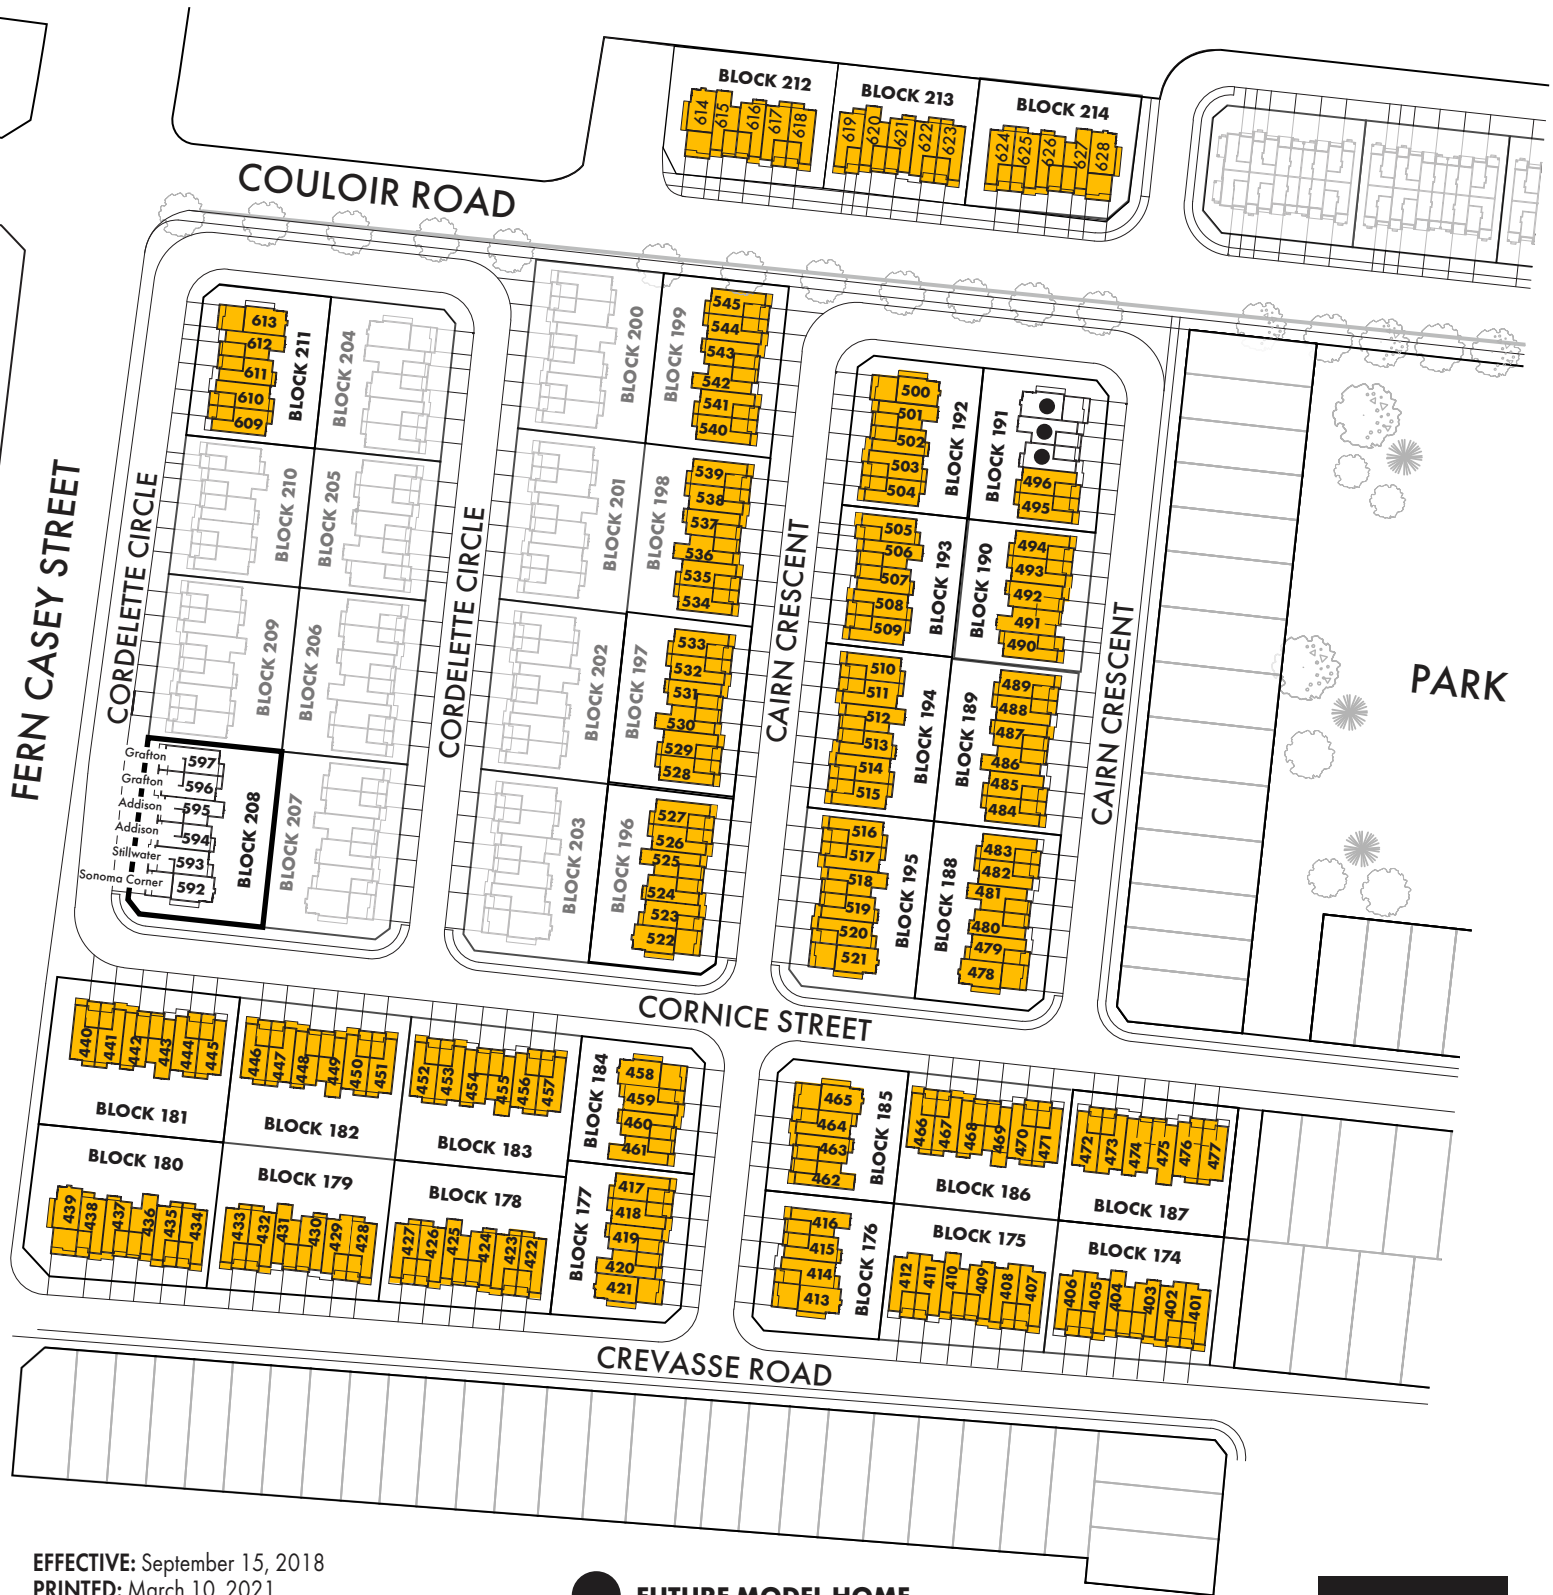 BLOCK 212
614
615
616
617
618
BLOCK 213
619
620
621
622
623
BLOCK 214
624
625
626
627
628
COULOIR ROAD
613
612
611
610
609
BLOCK 211
BLOCK 204
BLOCK 200
BLOCK 199
545
544
543
542
541
540
500
501
502
503
504
BLOCK 192
BLOCK 191
496
495
FERN CASEY STREET
CORDELETTE CIRCLE
BLOCK 210
BLOCK 205
CORDELETTE CIRCLE
BLOCK 201
BLOCK 198
539
538
537
536
535
534
CAIRN CRESCENT
505
506
507
508
509
BLOCK 193
BLOCK 190
494
493
492
491
490
CAIRN CRESCENT
PARK
BLOCK 209
BLOCK 206
BLOCK 202
BLOCK 197
533
532
531
530
529
528
510
511
512
513
514
515
BLOCK 194
BLOCK 189
489
488
487
486
485
484
Grafton 597
Grafton 596
Addison 595
Addison 594
Stillwater 593
Sonoma Corner 592
BLOCK 208
BLOCK 207
BLOCK 203
BLOCK 196
527
526
525
524
523
522
516
517
518
519
520
521
BLOCK 195
BLOCK 188
483
482
481
480
479
478
CORNICE STREET
440
441
442
443
444
445
BLOCK 181
446
447
448
449
450
451
BLOCK 182
452
453
454
455
456
457
BLOCK 183
BLOCK 184
458
459
460
461
465
464
463
462
BLOCK 185
466
467
468
469
470
471
BLOCK 186
472
473
474
475
476
477
BLOCK 187
BLOCK 180
439
438
437
436
435
434
BLOCK 179
433
432
431
430
429
428
BLOCK 178
427
426
425
424
423
422
BLOCK 177
417
418
419
420
421
416
415
414
413
BLOCK 176
BLOCK 175
412
411
410
409
408
407
BLOCK 174
406
405
404
403
402
401
CREVASSE ROAD
EFFECTIVE: September 15, 2018
PRINTED: March 10, 2021
FUTURE MODEL HOME